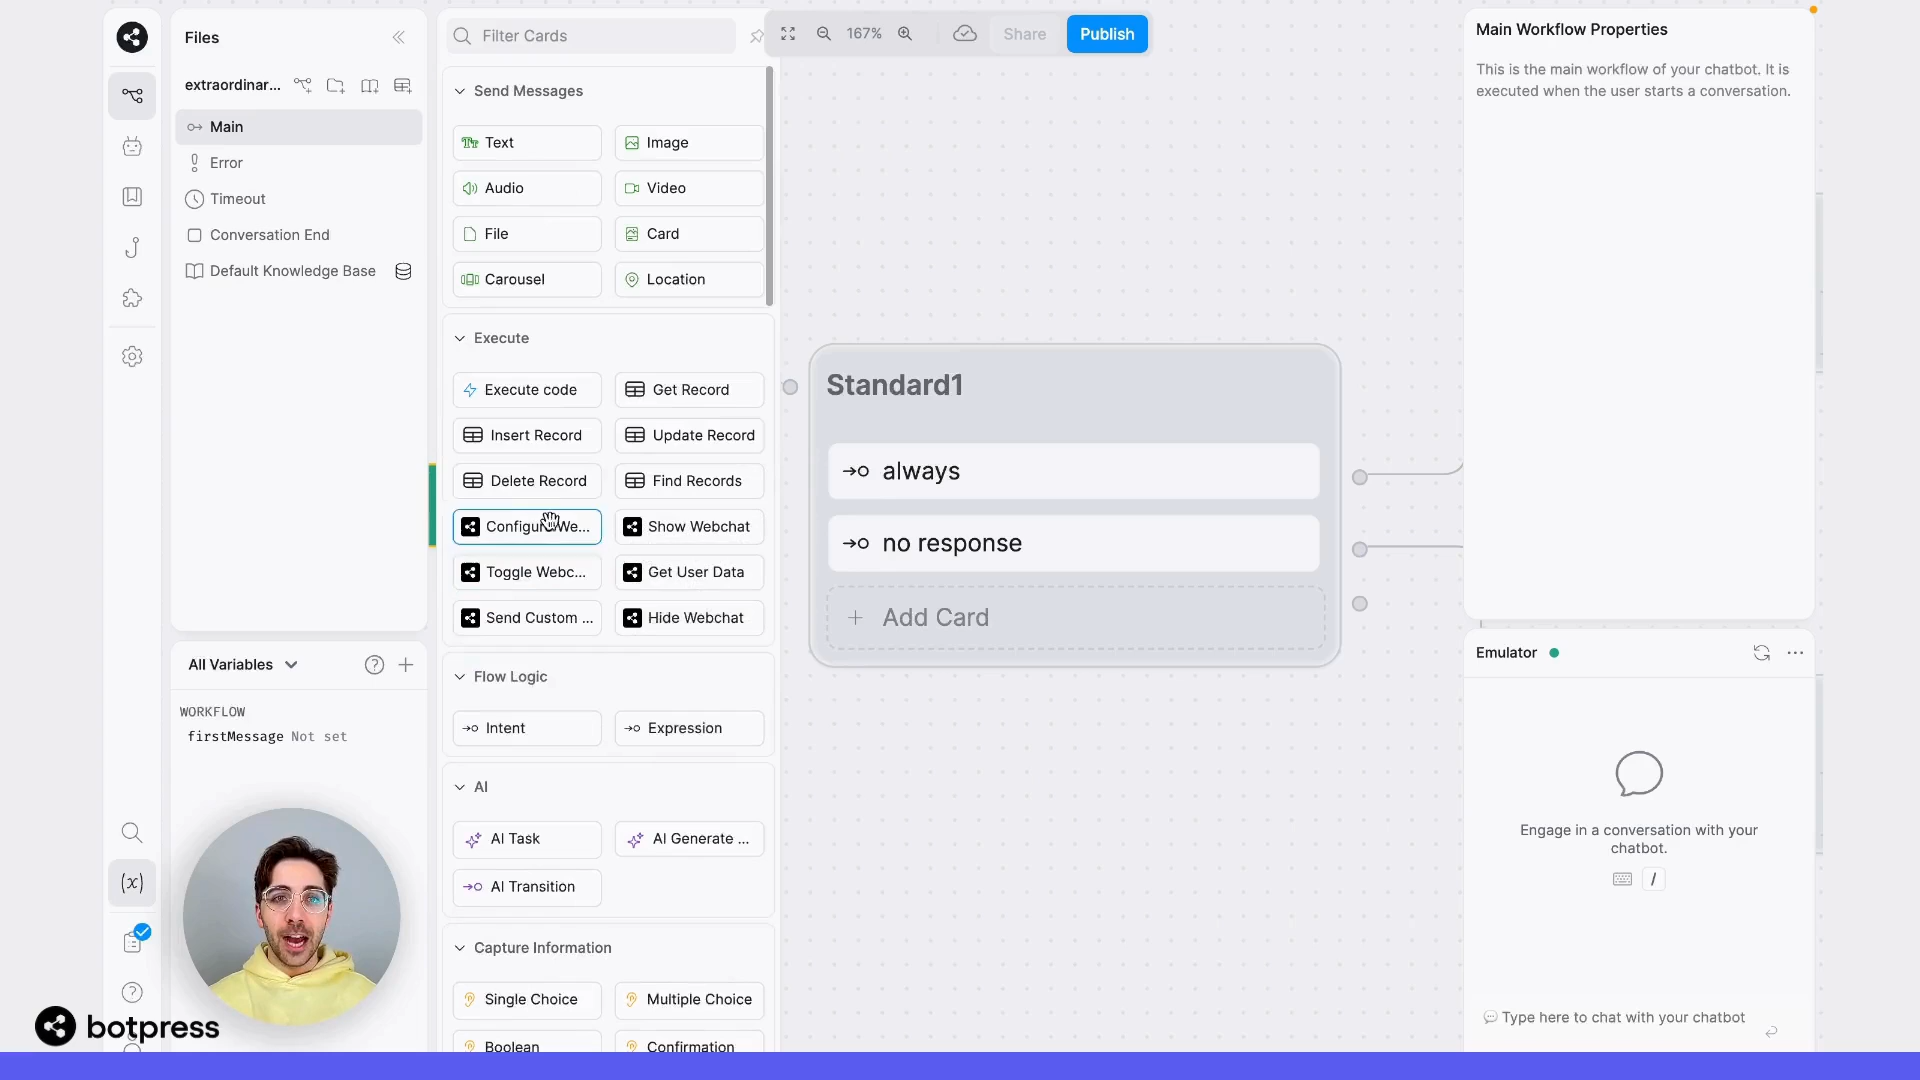 Files
extraordinar...
Main
Error
Timeout
Conversation End
Default Knowledge Base
All Variables
WORKFLOW
firstMessage Not set
botpress
Filter Cards
Send Messages
Text
Image
Audio
Video
File
Card
Carousel
Location
Execute
Execute code
Get Record
Insert Record
Update Record
Delete Record
Find Records
Configure We...
Show Webchat
Toggle Webc...
Get User Data
Send Custom ...
Hide Webchat
Flow Logic
Intent
Expression
AI
AI Task
AI Generate ...
AI Transition
Capture Information
Single Choice
Multiple Choice
Boolean
Confirmation
167%
Share
Publish
Standard1
always
no response
+ Add Card
Main Workflow Properties
This is the main workflow of your chatbot. It is
executed when the user starts a conversation.
Emulator
Engage in a conversation with your
chatbot.
/
Type here to chat with your chatbot